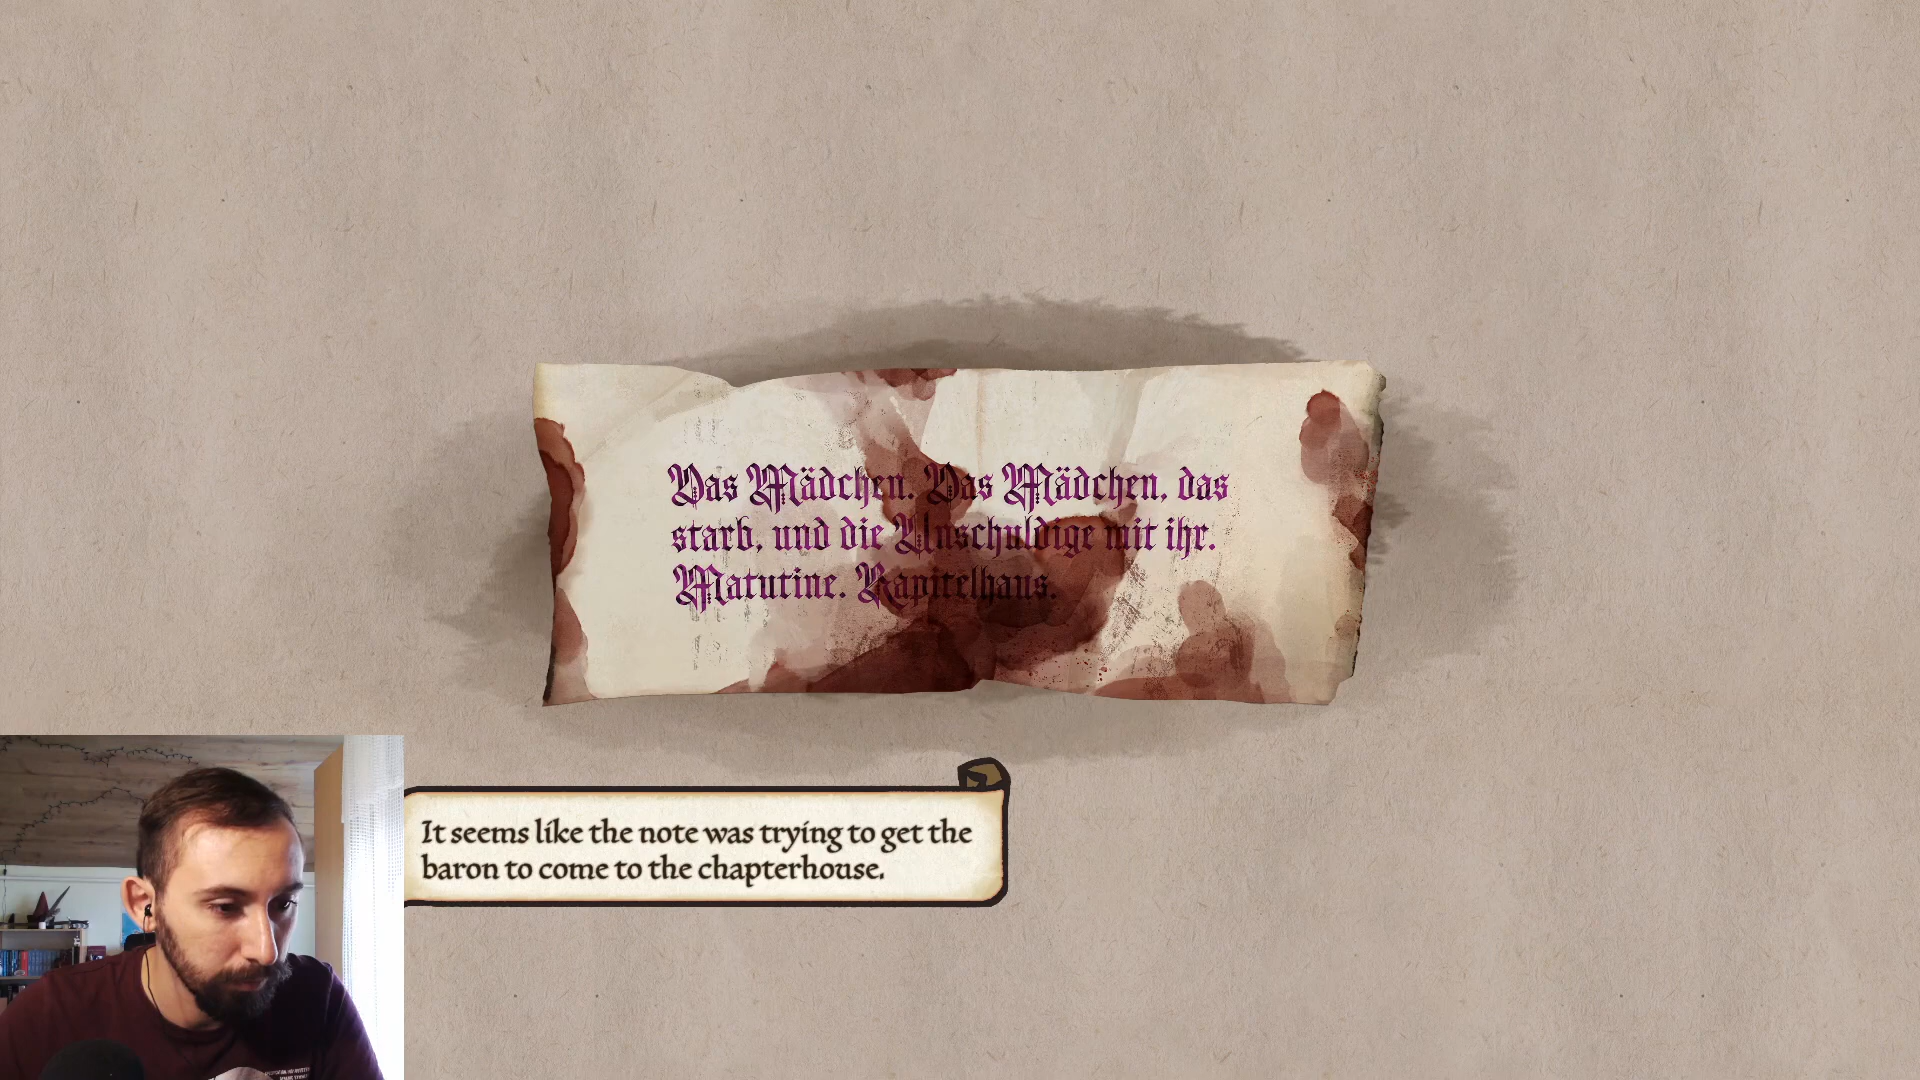 Das Mädchen. Das Mädchen, das
starb, und die Unschuldige mit ihr.
Matutine. Kapitelhaus.
It seems like the note was trying to get the
baron to come to the chapterhouse.